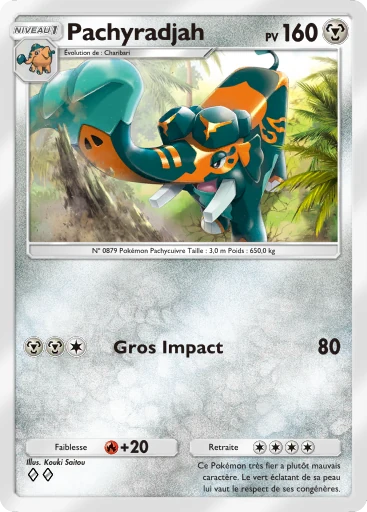 NIVEAU 1
Pachyradjah
PV 160
Évolution de : Charibari
N° 0879 Pokémon Pachycuivre Taille : 3,0 m Poids : 650,0 kg
Gros Impact 80
Faiblesse +20 Retraite
Illus. Kouki Saitou
Ce Pokémon très fier a plutôt mauvais
caractère. Le vert éclatant de sa peau
lui vaut le respect de ses congénères.